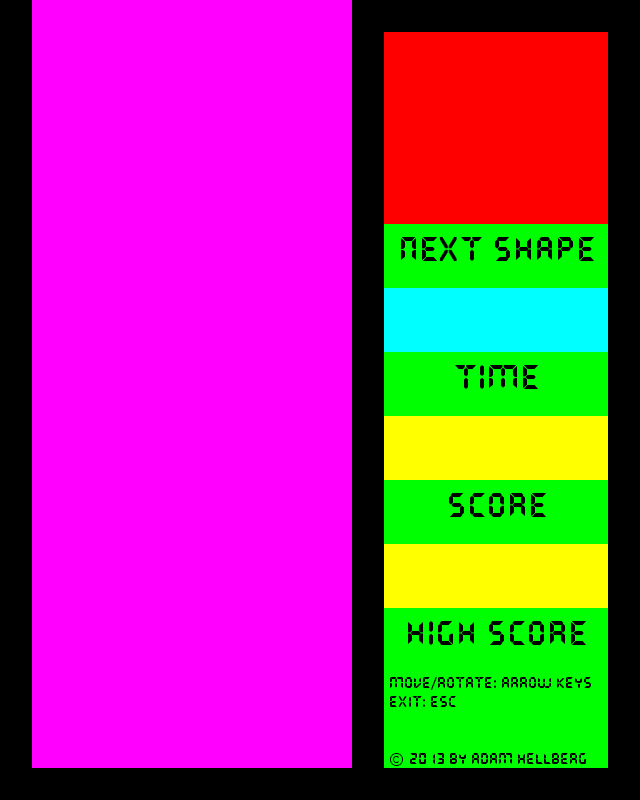 NEXT SHAPE
TIME
SCORE
HIGH SCORE
MOVE/ROTATE: ARROW KEYS
EXIT: ESC
© 2013 BY ADAM HELLBERG